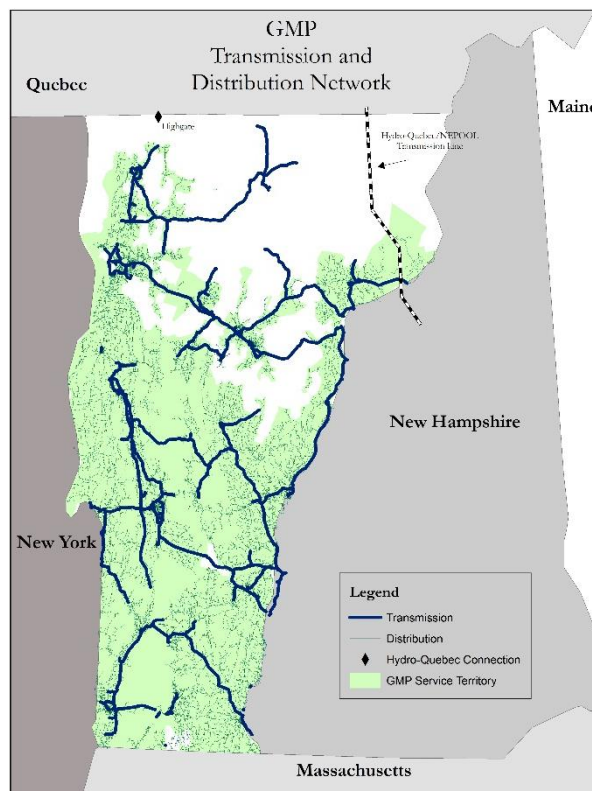 GMP
Transmission and
Distribution Network
Quebec
Maine
Highgate
Hydro-Quebec/NEPOOL
Transmission Line
New Hampshire
New York
Legend
Transmission
Distribution
Hydro-Quebec Connection
GMP Service Territory
Massachusetts